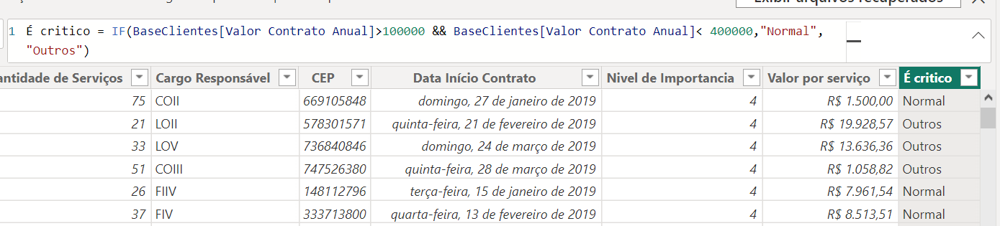 Exibir arquivos recuperados
1 É critico = IF(BaseClientes[Valor Contrato Anual]>100000 && BaseClientes[Valor Contrato Anual]< 400000,"Normal",
"Outros")
antidade de Serviços Cargo Responsável CEP Data Início Contrato Nivel de Importancia Valor por serviço É critico
75 COII 669105848 domingo, 27 de janeiro de 2019 4 R$ 1.500,00 Normal
21 LOII 578301571 quinta-feira, 21 de fevereiro de 2019 4 R$ 19.928,57 Outros
33 LOV 736840846 domingo, 24 de março de 2019 4 R$ 13.636,36 Outros
51 COIII 747526380 quinta-feira, 28 de março de 2019 4 R$ 1.058,82 Outros
26 FIIV 148112796 terça-feira, 15 de janeiro de 2019 4 R$ 7.961,54 Normal
37 FIV 333713800 quarta-feira, 13 de fevereiro de 2019 4 R$ 8.513,51 Normal